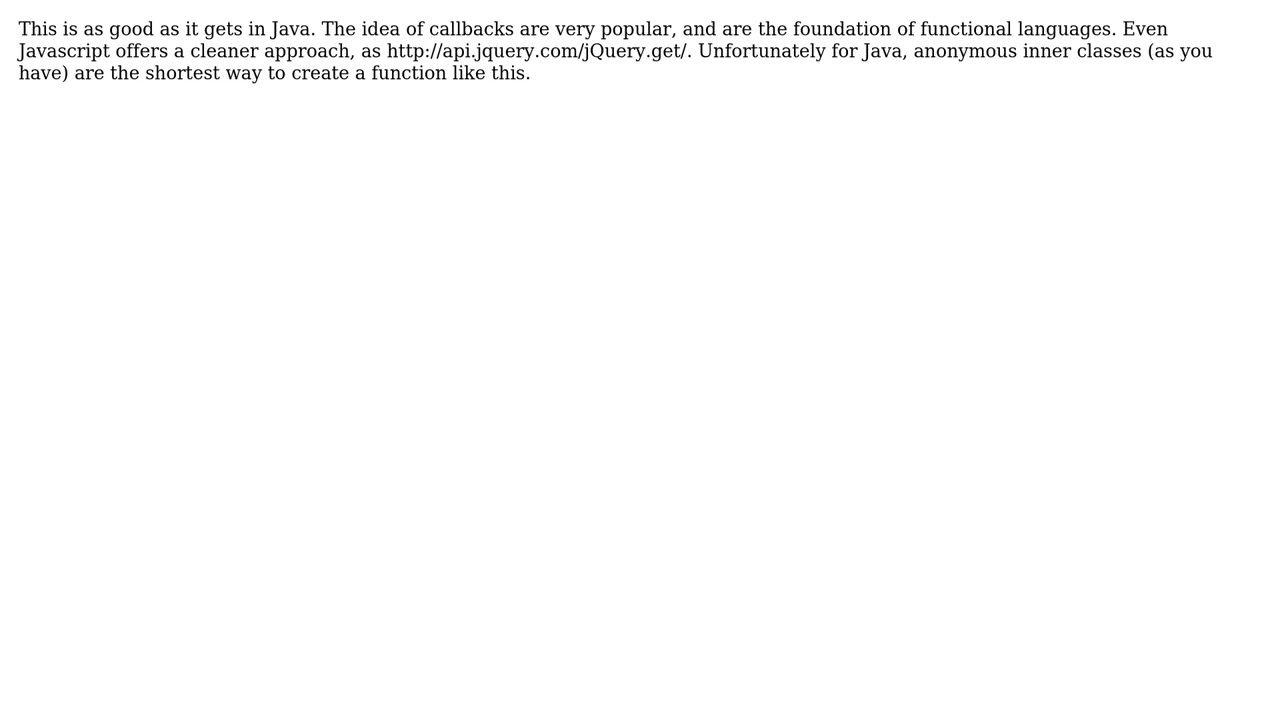 This is as good as it gets in Java. The idea of callbacks are very popular, and are the foundation of functional languages. Even
Javascript offers a cleaner approach, as http://api.jquery.com/jQuery.get/. Unfortunately for Java, anonymous inner classes (as you
have) are the shortest way to create a function like this.